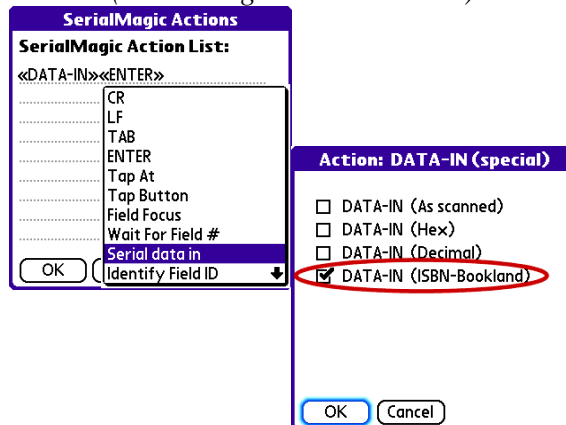 SerialMagic Actions
SerialMagic Action List:
«DATA-IN»«ENTER»
CR
LF
TAB
ENTER
Tap At
Tap Button
Field Focus
Wait For Field #
Serial data in
Identify Field ID
OK
Action: DATA-IN (special)
DATA-IN (As scanned)
DATA-IN (Hex)
DATA-IN (Decimal)
DATA-IN (ISBN-Bookland)
OK
Cancel